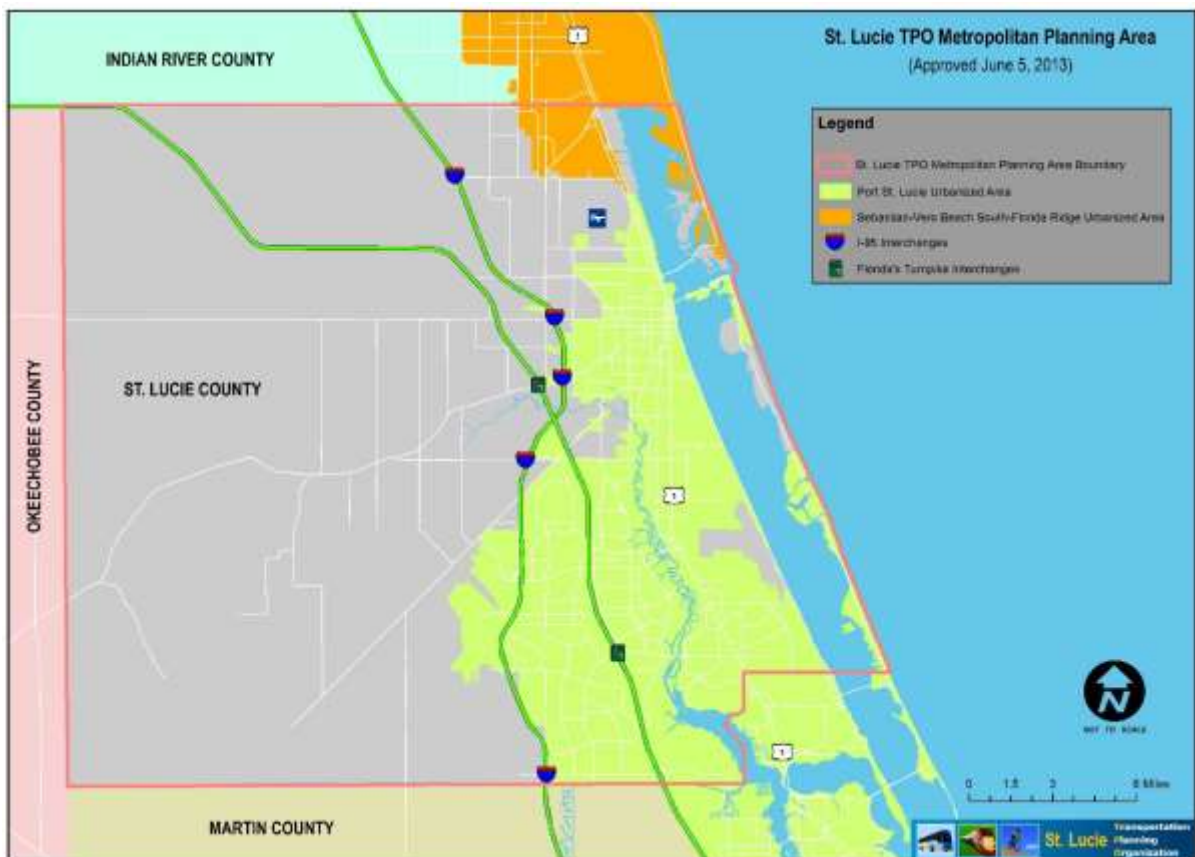 St. Lucie TPO Metropolitan Planning Area
(Approved June 5, 2013)
Legend
St. Lucie TPO Metropolitan Planning Area Boundary
Port St. Lucie Urbanized Area
Sebastian-Vero Beach South-Florida Ridge Urbanized Area
I-95 Interchanges
Florida's Turnpike Interchanges
INDIAN RIVER COUNTY
1
OKEECHOBEE COUNTY
ST. LUCIE COUNTY
1
1
MARTIN COUNTY
N
NOT TO SCALE
0 1.5 3 6 Miles
St. Lucie
Transportation
Planning
Organization